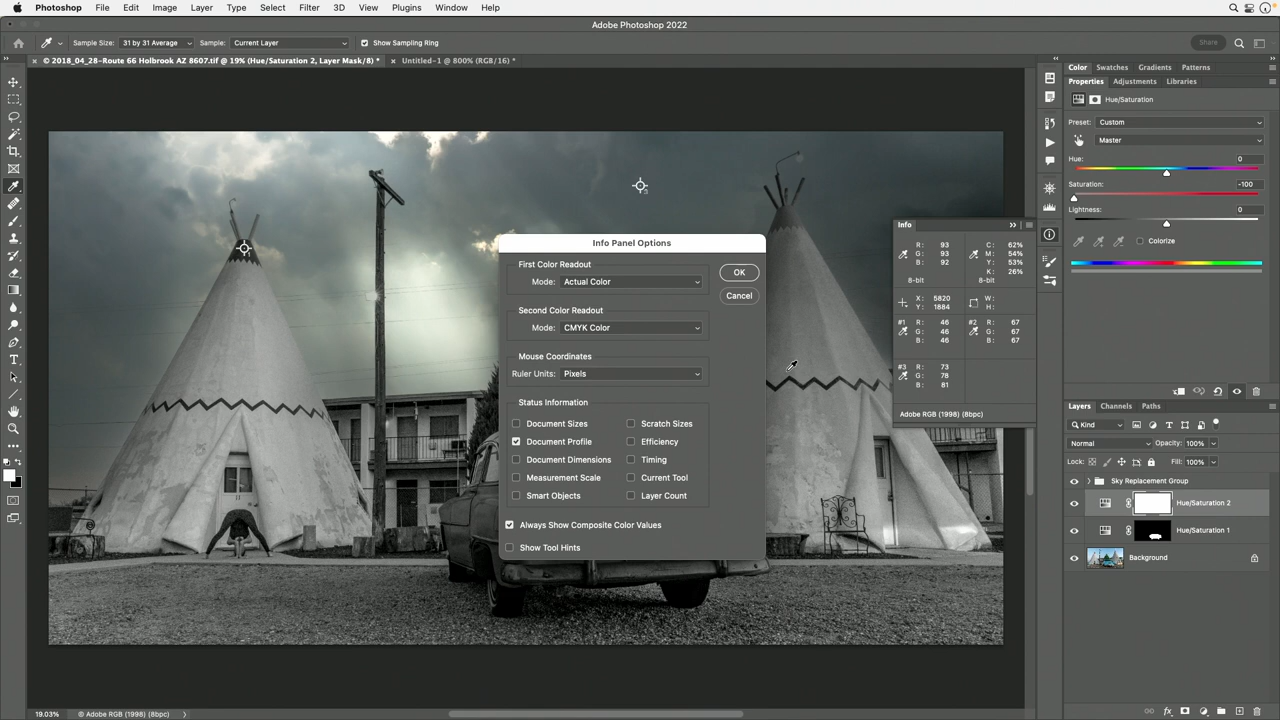 Photoshop File Edit Image Layer Type Select Filter 3D View Plugins Window Help
Adobe Photoshop 2022
Sample Size: 31 by 31 Average Sample: Current Layer Show Sampling Ring Share
© 2018_04_28-Route 66 Holbrook AZ 8607.tif @ 19% (Hue/Saturation 2, Layer Mask/8) * Untitled-1 @ 800% (RGB/16) *
Color Swatches Gradients Patterns
Properties Adjustments Libraries
Hue/Saturation
Preset: Custom
Master
Hue: 0
Saturation: -100
Lightness: 0
Colorize
Info
R: 93 C: 62%
G: 93 M: 54%
B: 92 Y: 53%
K: 26%
8-bit 8-bit
X: 5820 W:
Y: 1884 H:
#1 R: 46 #2 R: 67
G: 46 G: 67
B: 46 B: 67
#3 R: 73
G: 78
B: 81
Adobe RGB (1998) (8bpc)
Info Panel Options
First Color Readout
Mode: Actual Color
OK
Cancel
Second Color Readout
Mode: CMYK Color
Mouse Coordinates
Ruler Units: Pixels
Status Information
Document Sizes Scratch Sizes
Document Profile Efficiency
Document Dimensions Timing
Measurement Scale Current Tool
Smart Objects Layer Count
Always Show Composite Color Values
Show Tool Hints
1
3
Layers Channels Paths
Kind
Normal Opacity: 100%
Lock: Fill: 100%
Sky Replacement Group
Hue/Saturation 2
Hue/Saturation 1
Background
19.03% © Adobe RGB (1998) (8bpc)